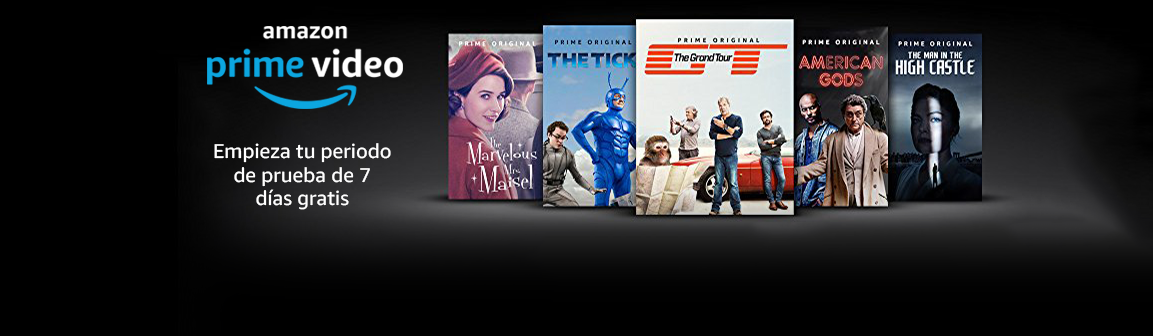 amazon
prime video
Empieza tu periodo
de prueba de 7
días gratis
PRIME ORIGINAL
The
Marvelous
Mrs.
Maisel
PRIME ORIGINAL
THE TICK
PRIME ORIGINAL
GT
The Grand Tour
PRIME ORIGINAL
AMERICAN
GODS
PRIME ORIGINAL
THE MAN IN THE
HIGH CASTLE